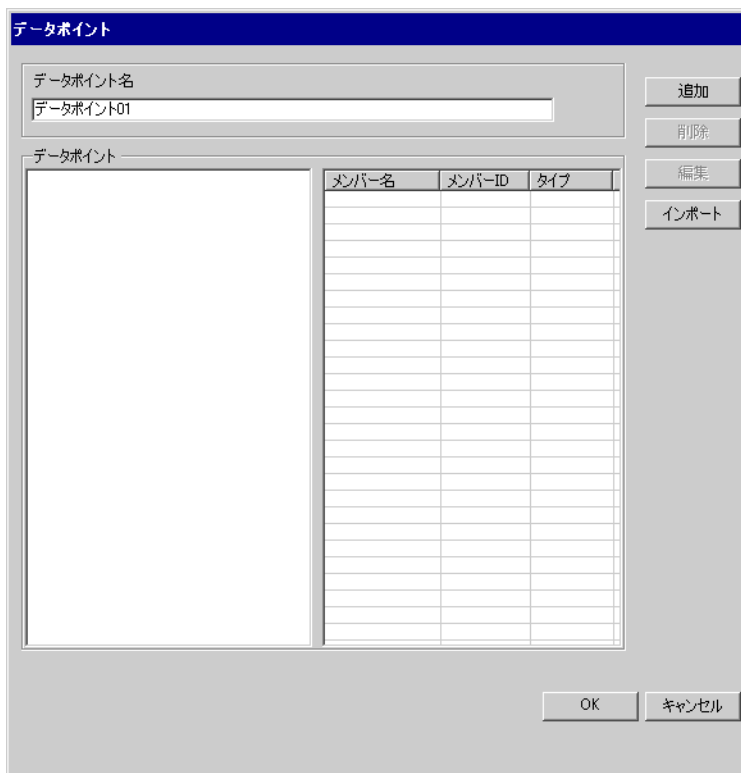 データポイント
データポイント名
データポイント01
追加
削除
データポイント
編集
メンバー名 メンバーID タイプ
インポート
OK キャンセル